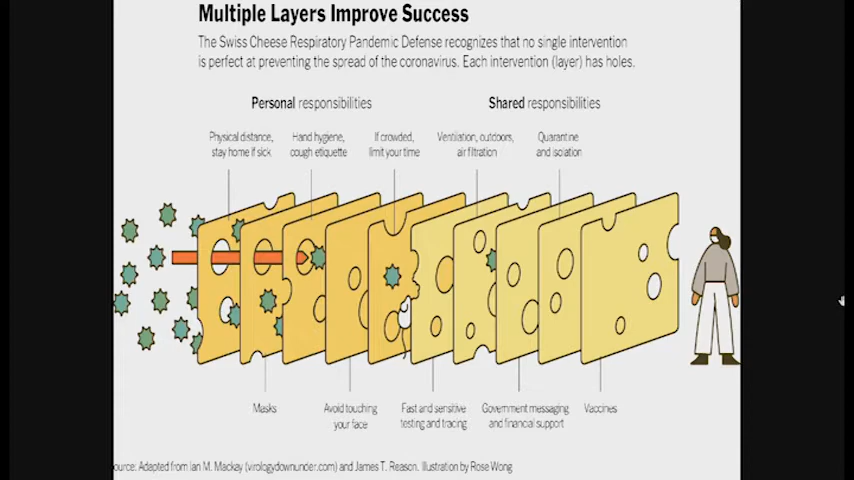 Multiple Layers Improve Success
The Swiss Cheese Respiratory Pandemic Defense recognizes that no single intervention
is perfect at preventing the spread of the coronavirus. Each intervention (layer) has holes.
Personal responsibilities
Shared responsibilities
Physical distance,
stay home if sick
Hand hygiene,
cough etiquette
If crowded,
limit your time
Ventilation, outdoors,
air filtration
Quarantine
and isolation
Masks
Avoid touching
your face
Fast and sensitive
testing and tracing
Government messaging
and financial support
Vaccines
ource: Adapted from Ian M. Mackay (virologydownunder.com) and James T. Reason. Illustration by Rose Wong